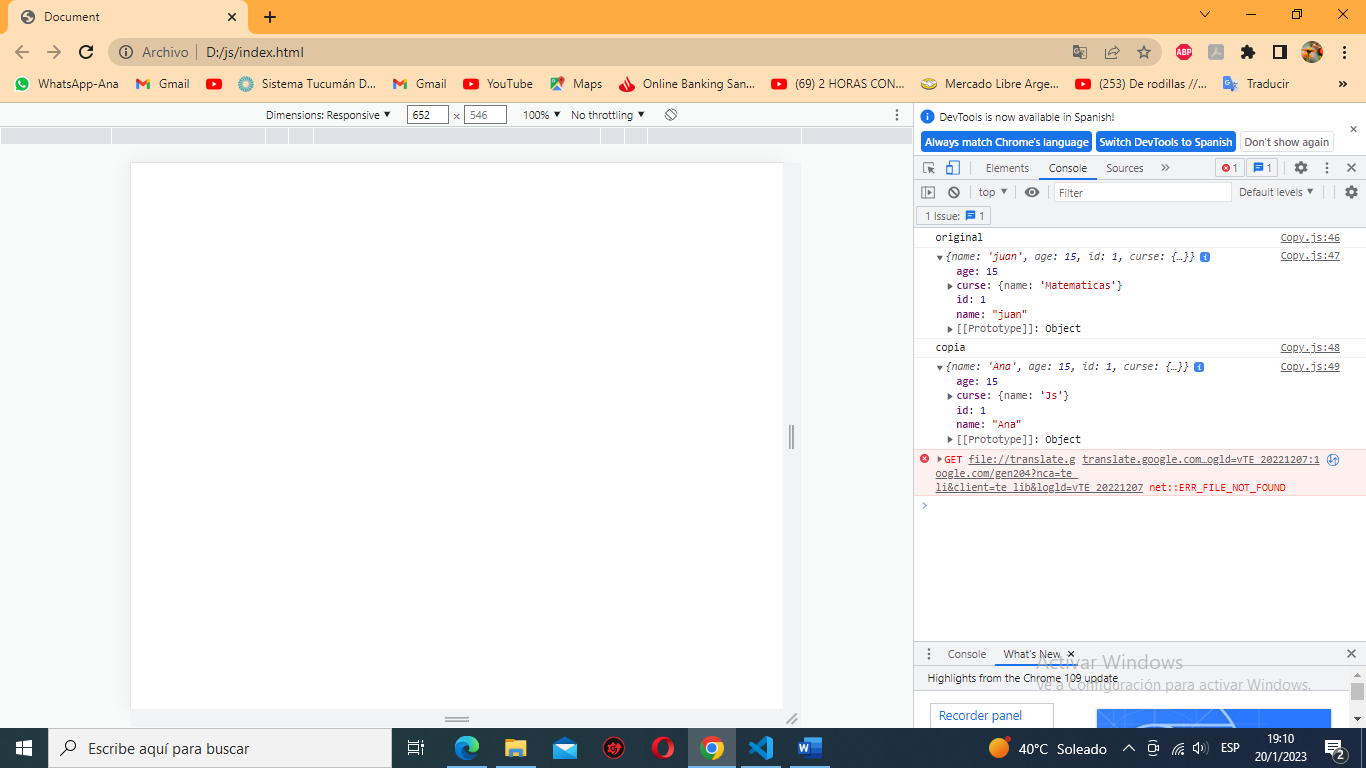 Document
Archivo D:/js/index.html
ABP
WhatsApp-Ana Gmail Sistema Tucumán D... Gmail YouTube Maps Online Banking San... (69) 2 HORAS CON... Mercado Libre Arge... (253) De rodillas //... Traducir »
Dimensions: Responsive 652 × 546 100% No throttling
DevTools is now available in Spanish!
Always match Chrome's language Switch DevTools to Spanish Don't show again
Elements Console Sources » 1 1
top Filter Default levels
1 Issue: 1
original Copy.js:46
{name: 'juan', age: 15, id: 1, curse: {…}} Copy.js:47
age: 15
curse: {name: 'Matematicas'}
id: 1
name: "juan"
[[Prototype]]: Object
copia Copy.js:48
{name: 'Ana', age: 15, id: 1, curse: {…}} Copy.js:49
age: 15
curse: {name: 'Js'}
id: 1
name: "Ana"
[[Prototype]]: Object
GET file://translate.g translate.google.com…ogld=vTE_20221207:1
oogle.com/gen204?nca=te_
li&client=te_lib&logld=vTE_20221207 net::ERR_FILE_NOT_FOUND
Console What's New
Activar Windows
Highlights from the Chrome 109 update
Ve a Configuración para activar Windows.
Recorder panel
Escribe aquí para buscar
40°C Soleado ESP 19:10
20/1/2023 2